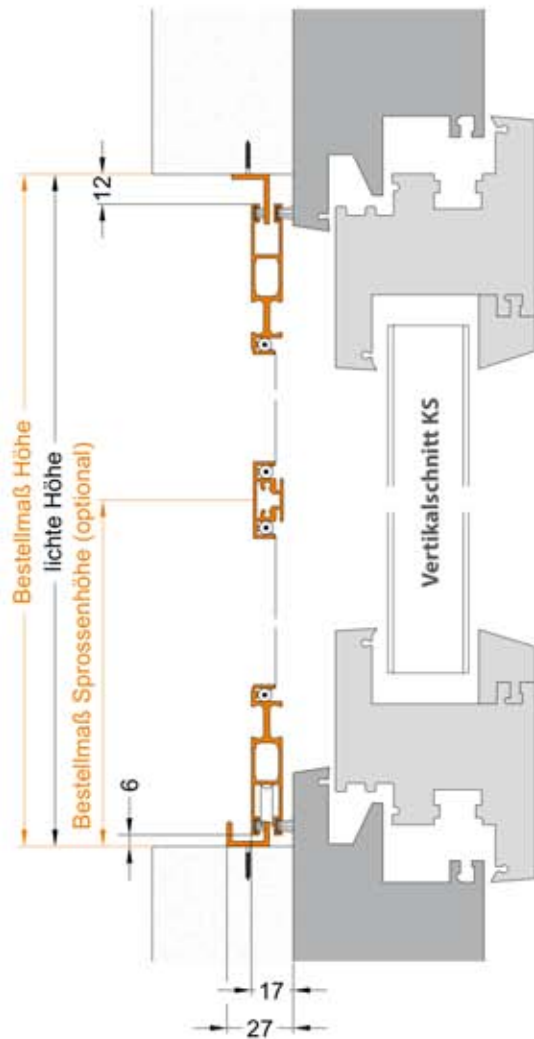 12
Bestellmaß Höhe
lichte Höhe
Bestellmaß Sprossenhöhe (optional)
Vertikalschnitt KS
6
17
27